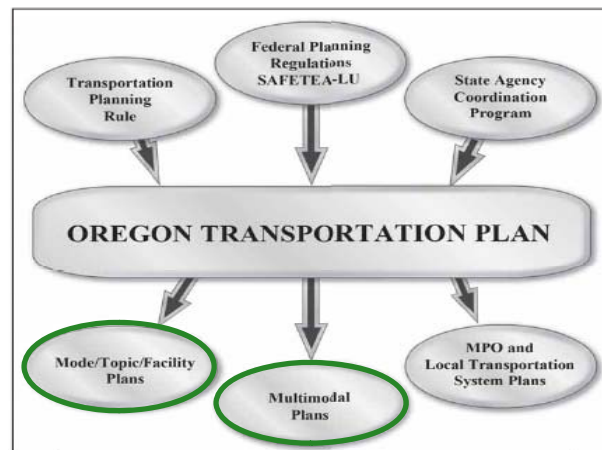 Federal Planning
Regulations
SAFETEA-LU
Transportation
Planning
Rule
State Agency
Coordination
Program
OREGON TRANSPORTATION PLAN
Mode/Topic/Facility
Plans
Multimodal
Plans
MPO and
Local Transportation
System Plans